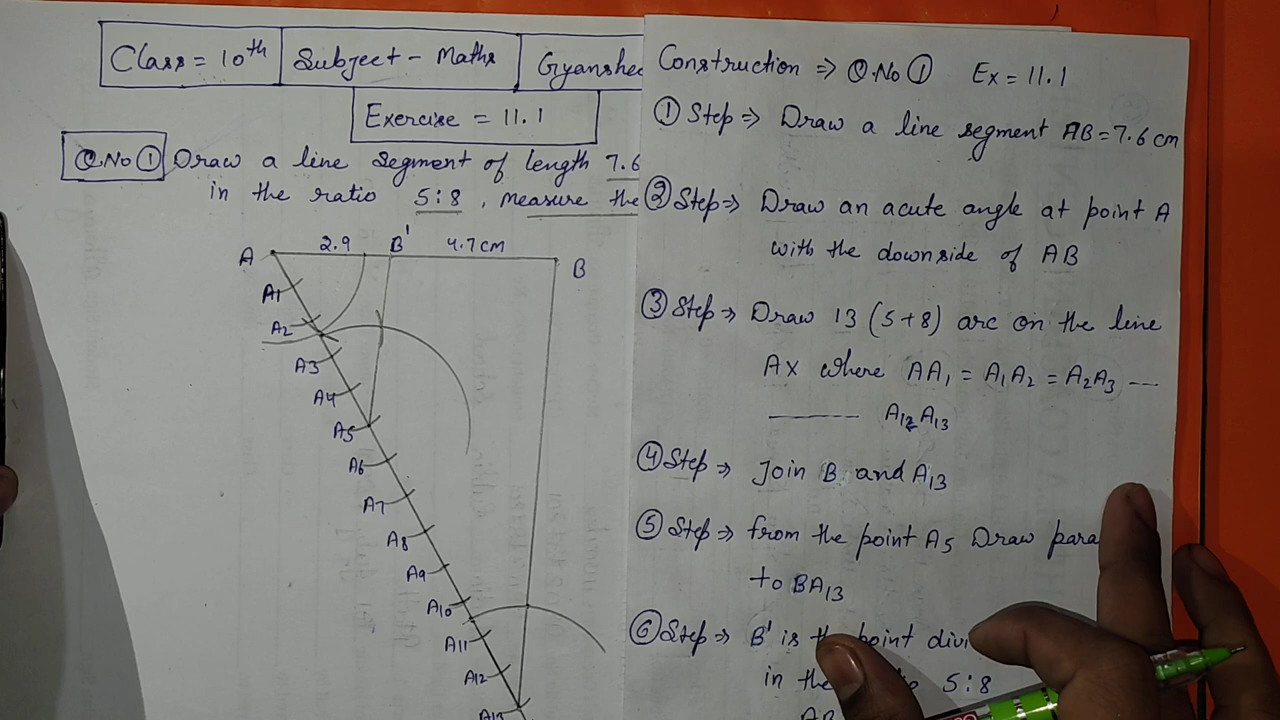 Class = 10th
Subject - Maths
Exercise = 11.1
Q.No ① Draw a line segment of length 7.6
in the ratio 5:8, measure the
A 2.9 B' 4.7cm B
A1
A2
A3
A4
A5
A6
A7
A8
A9
A10
A11
A12
A13
Construction ⇒ Q.No ① Ex = 11.1
① Step ⇒ Draw a line segment AB = 7.6 cm
② Step ⇒ Draw an acute angle at point A
with the downside of AB
③ Step ⇒ Draw 13 (5+8) arc on the line
AX where AA1 = A1A2 = A2A3 ---
------ A12A13
④ Step ⇒ Join B and A13
⑤ Step ⇒ from the point A5 Draw
to BA13
⑥ Step ⇒ B' is the point
in the 5:8